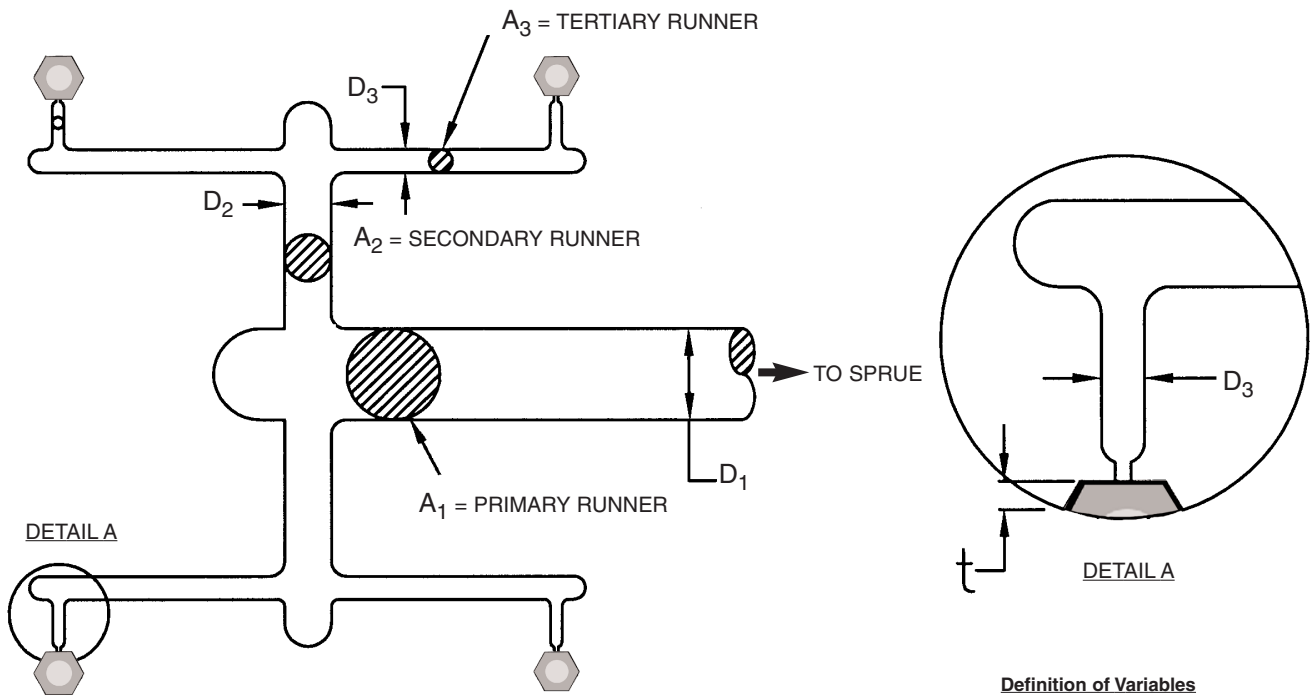 A3 = TERTIARY RUNNER
D3
D2
A2 = SECONDARY RUNNER
TO SPRUE
D3
D1
A1 = PRIMARY RUNNER
DETAIL A
t
DETAIL A
Definition of Variables